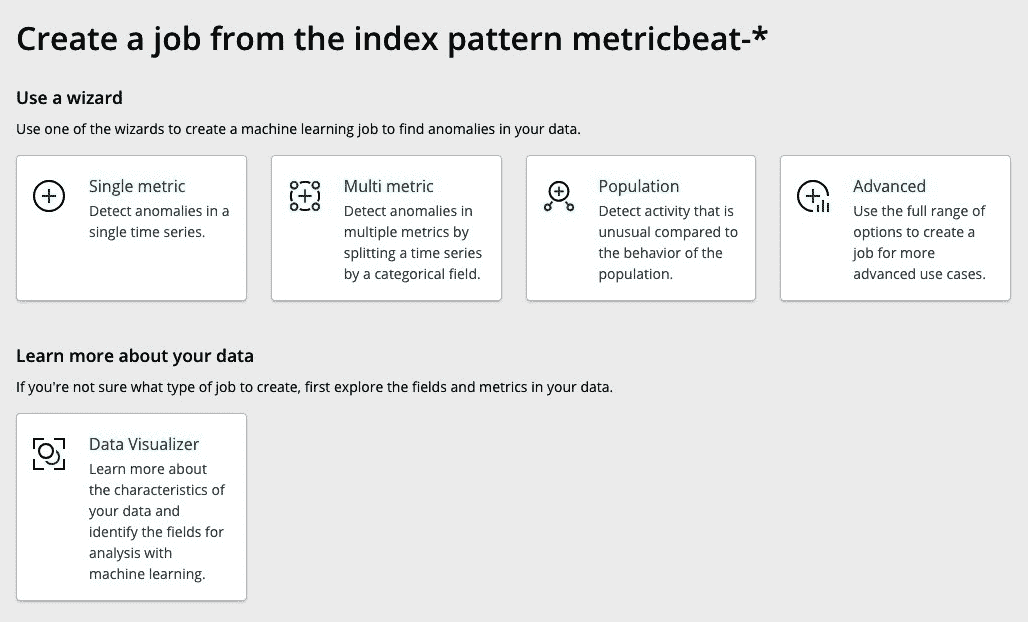 Create a job from the index pattern metricbeat-*
Use a wizard
Use one of the wizards to create a machine learning job to find anomalies in your data.
Single metric
Detect anomalies in a
single time series.
Multi metric
Detect anomalies in
multiple metrics by
splitting a time series
by a categorical field.
Population
Detect activity that is
unusual compared to
the behavior of the
population.
Advanced
Use the full range of
options to create a
job for more
advanced use cases.
Learn more about your data
If you're not sure what type of job to create, first explore the fields and metrics in your data.
Data Visualizer
Learn more about
the characteristics of
your data and
identify the fields for
analysis with
machine learning.